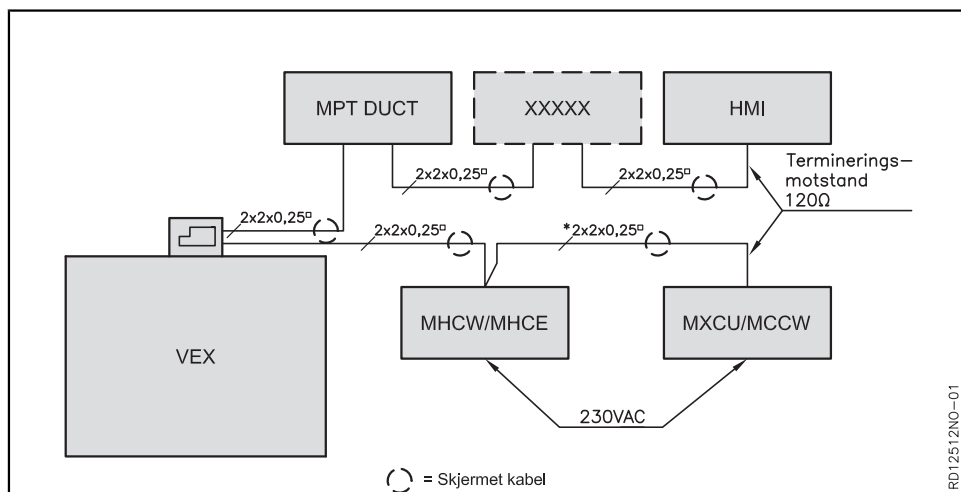 MPT DUCT
XXXXX
HMI
Terminerings-
motstand
120Ω
2x2x0,25▫
2x2x0,25▫
2x2x0,25▫
2x2x0,25▫
*2x2x0,25▫
MHCW/MHCE
MXCU/MCCW
VEX
230VAC
= Skjermet kabel
RD12512NO-01